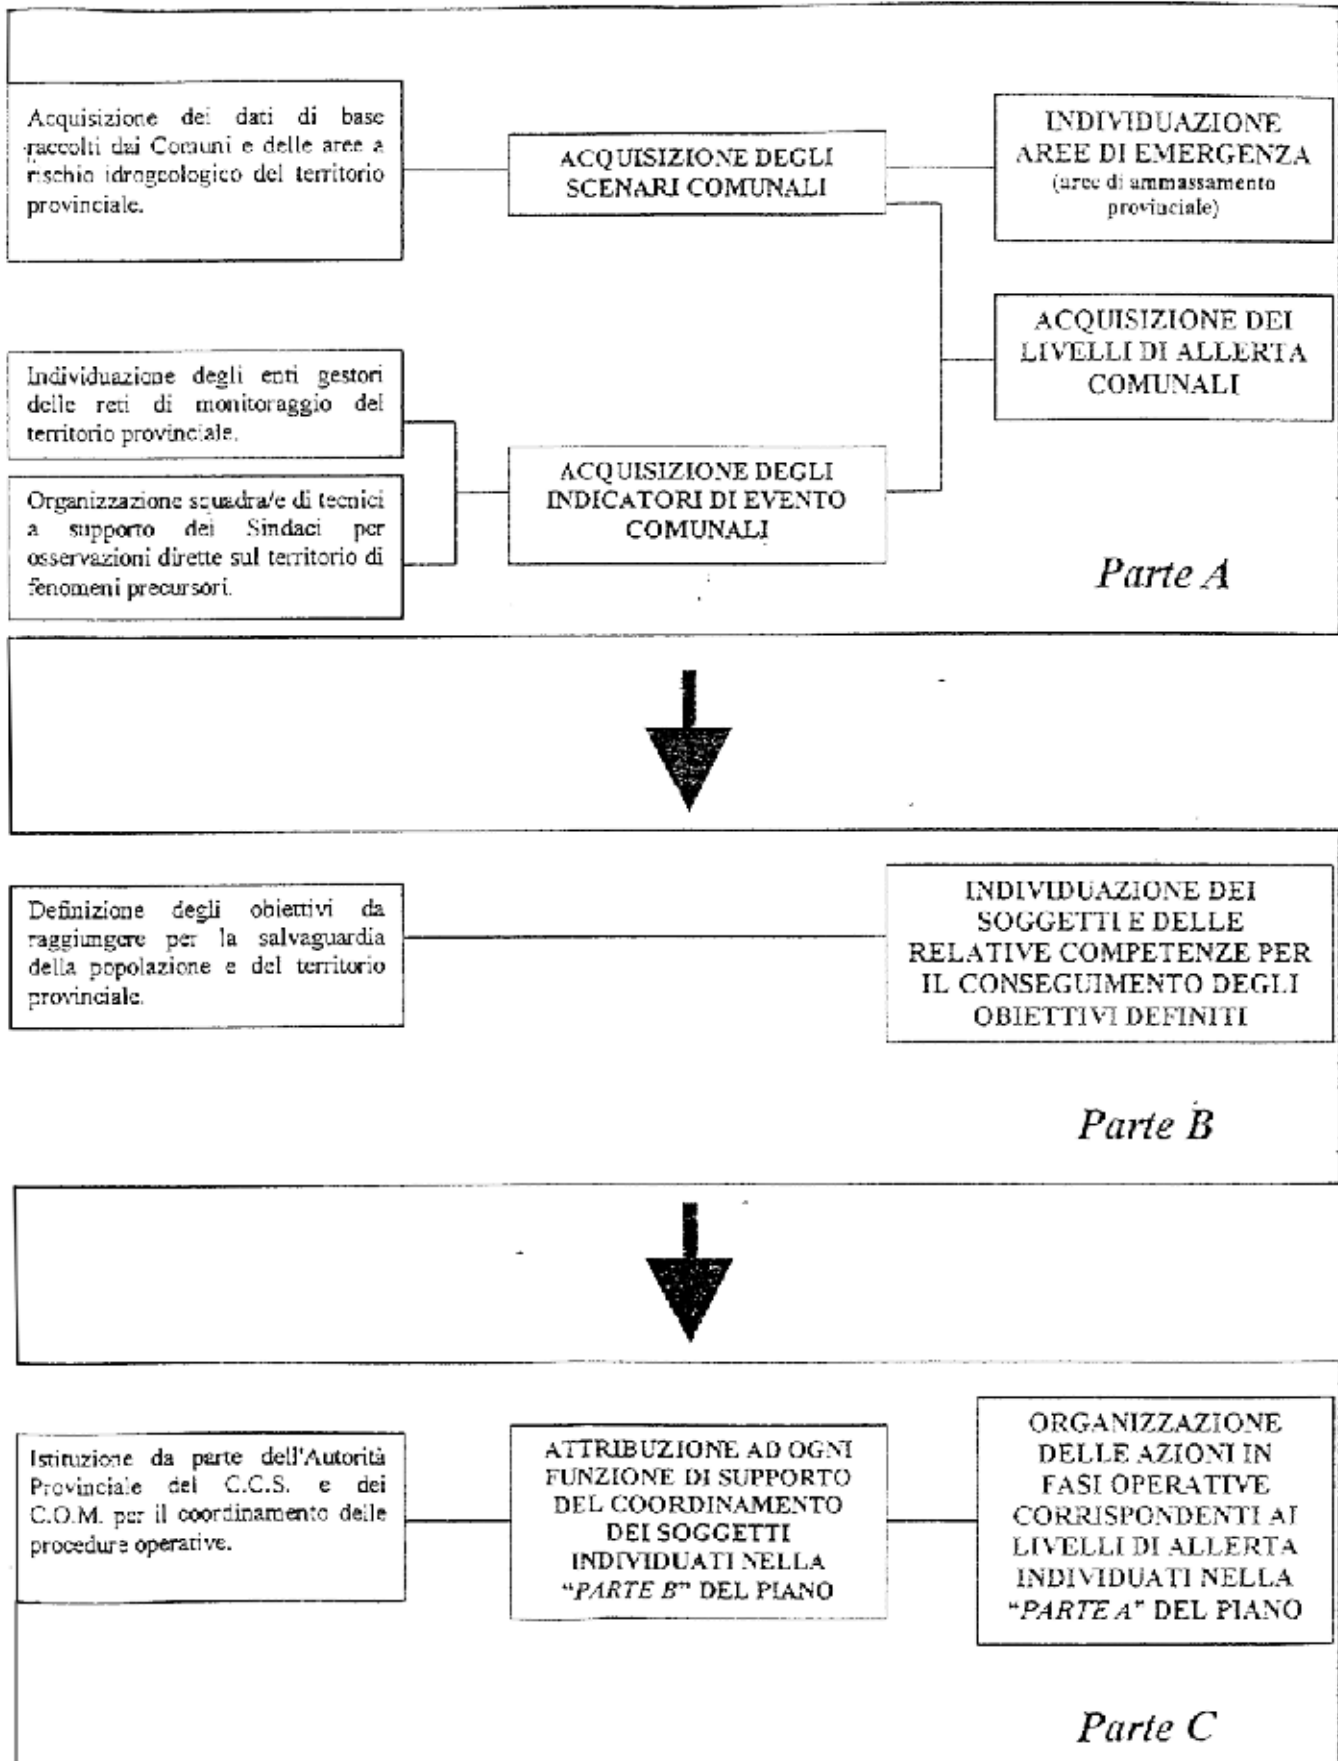 Acquisizione dei dati di base
raccolti dai Comuni e delle aree a
rischio idrogeologico del territorio
provinciale.
ACQUISIZIONE DEGLI
SCENARI COMUNALI
INDIVIDUAZIONE
AREE DI EMERGENZA
(aree di ammassamento
provinciale)
ACQUISIZIONE DEI
LIVELLI DI ALLERTA
COMUNALI
Individuazione degli enti gestori
delle reti di monitoraggio del
territorio provinciale.
Organizzazione squadra/e di tecnici
a supporto dei Sindaci per
osservazioni dirette sul territorio di
fenomeni precursori.
ACQUISIZIONE DEGLI
INDICATORI DI EVENTO
COMUNALI
Parte A
Definizione degli obiettivi da
raggiungere per la salvaguardia
della popolazione e del territorio
provinciale.
INDIVIDUAZIONE DEI
SOGGETTI E DELLE
RELATIVE COMPETENZE PER
IL CONSEGUIMENTO DEGLI
OBIETTIVI DEFINITI
Parte B
Istituzione da parte dell'Autorità
Provinciale del C.C.S. e dei
C.O.M. per il coordinamento delle
procedure operative.
ATTRIBUZIONE AD OGNI
FUNZIONE DI SUPPORTO
DEL COORDINAMENTO
DEI SOGGETTI
INDIVIDUATI NELLA
“PARTE B” DEL PIANO
ORGANIZZAZIONE
DELLE AZIONI IN
FASI OPERATIVE
CORRISPONDENTI AI
LIVELLI DI ALLERTA
INDIVIDUATI NELLA
“PARTE A” DEL PIANO
Parte C